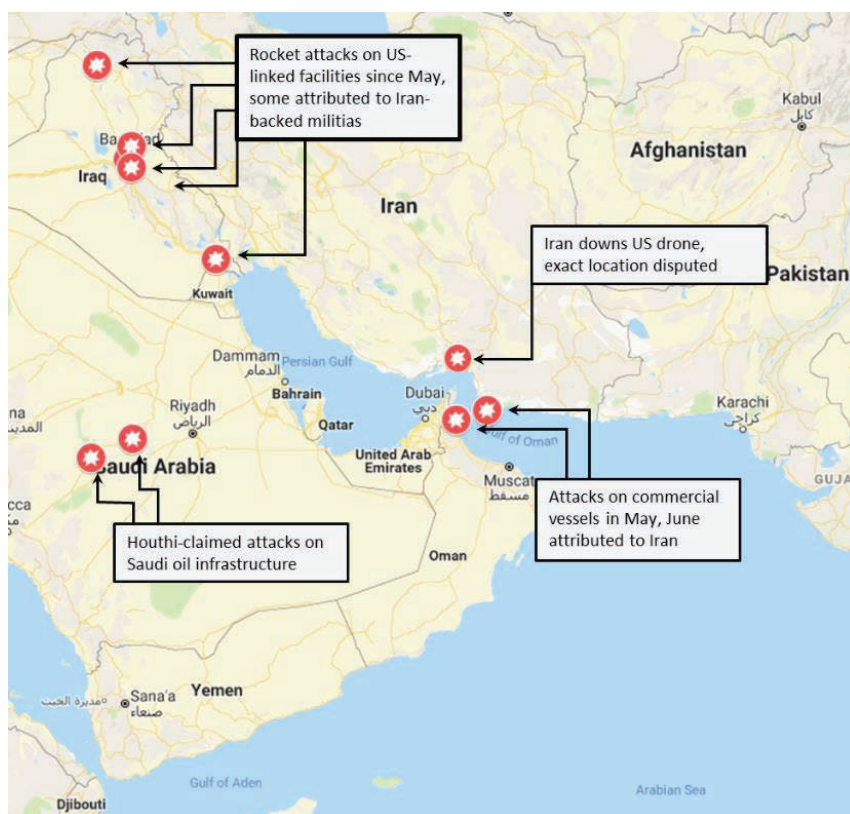 Rocket attacks on US-
linked facilities since May,
some attributed to Iran-
backed militias
Kabul
كابل
Afghanistan
Iraq
Iran
Iran downs US drone,
exact location disputed
Pakistan
Kuwait
Dammam
الدمام
Persian Gulf
Bahrain
Qatar
Dubai
دبي
Karachi
كراچى
Riyadh
الرياض
Gulf of Oman
United Arab
Emirates
Saudi Arabia
Muscat
مسقط
GUJA
Houthi-claimed attacks on
Saudi oil infrastructure
Attacks on commercial
vessels in May, June
attributed to Iran
Oman
Yemen
Sana'a
صنعاء
Gulf of Aden
Djibouti
Arabian Sea